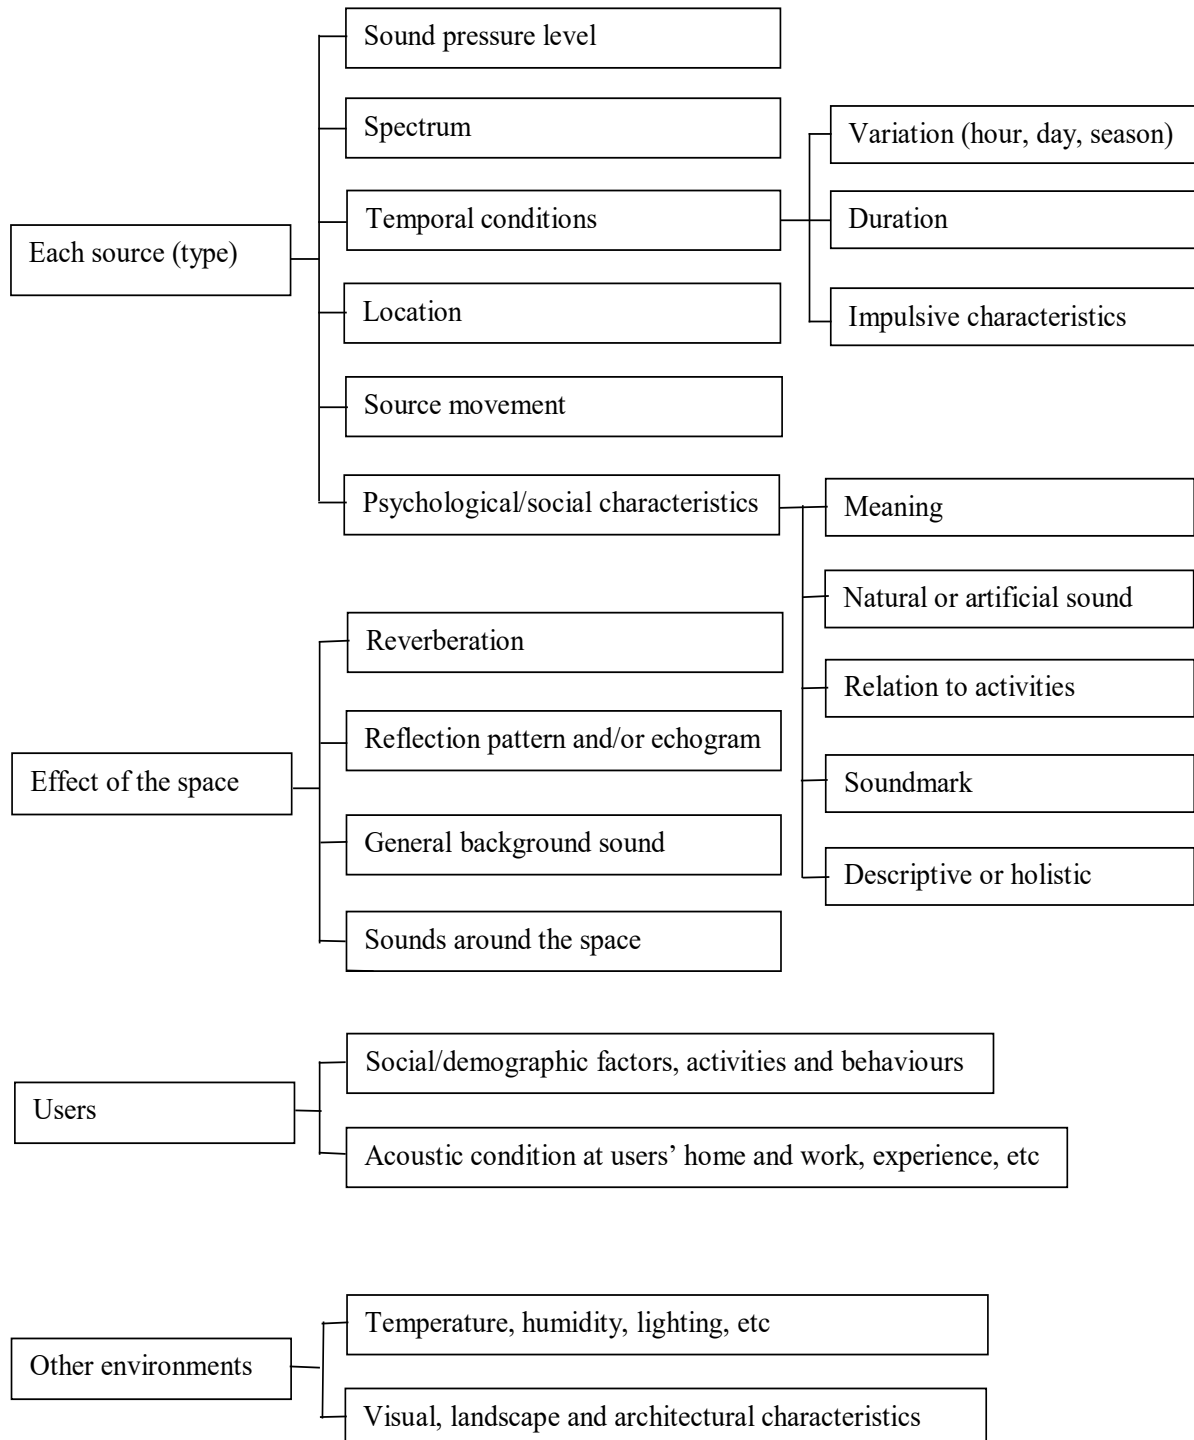 Each source (type)
Sound pressure level
Spectrum
Temporal conditions
Variation (hour, day, season)
Duration
Impulsive characteristics
Location
Source movement
Psychological/social characteristics
Meaning
Natural or artificial sound
Relation to activities
Soundmark
Descriptive or holistic
Effect of the space
Reverberation
Reflection pattern and/or echogram
General background sound
Sounds around the space
Users
Social/demographic factors, activities and behaviours
Acoustic condition at users’ home and work, experience, etc
Other environments
Temperature, humidity, lighting, etc
Visual, landscape and architectural characteristics